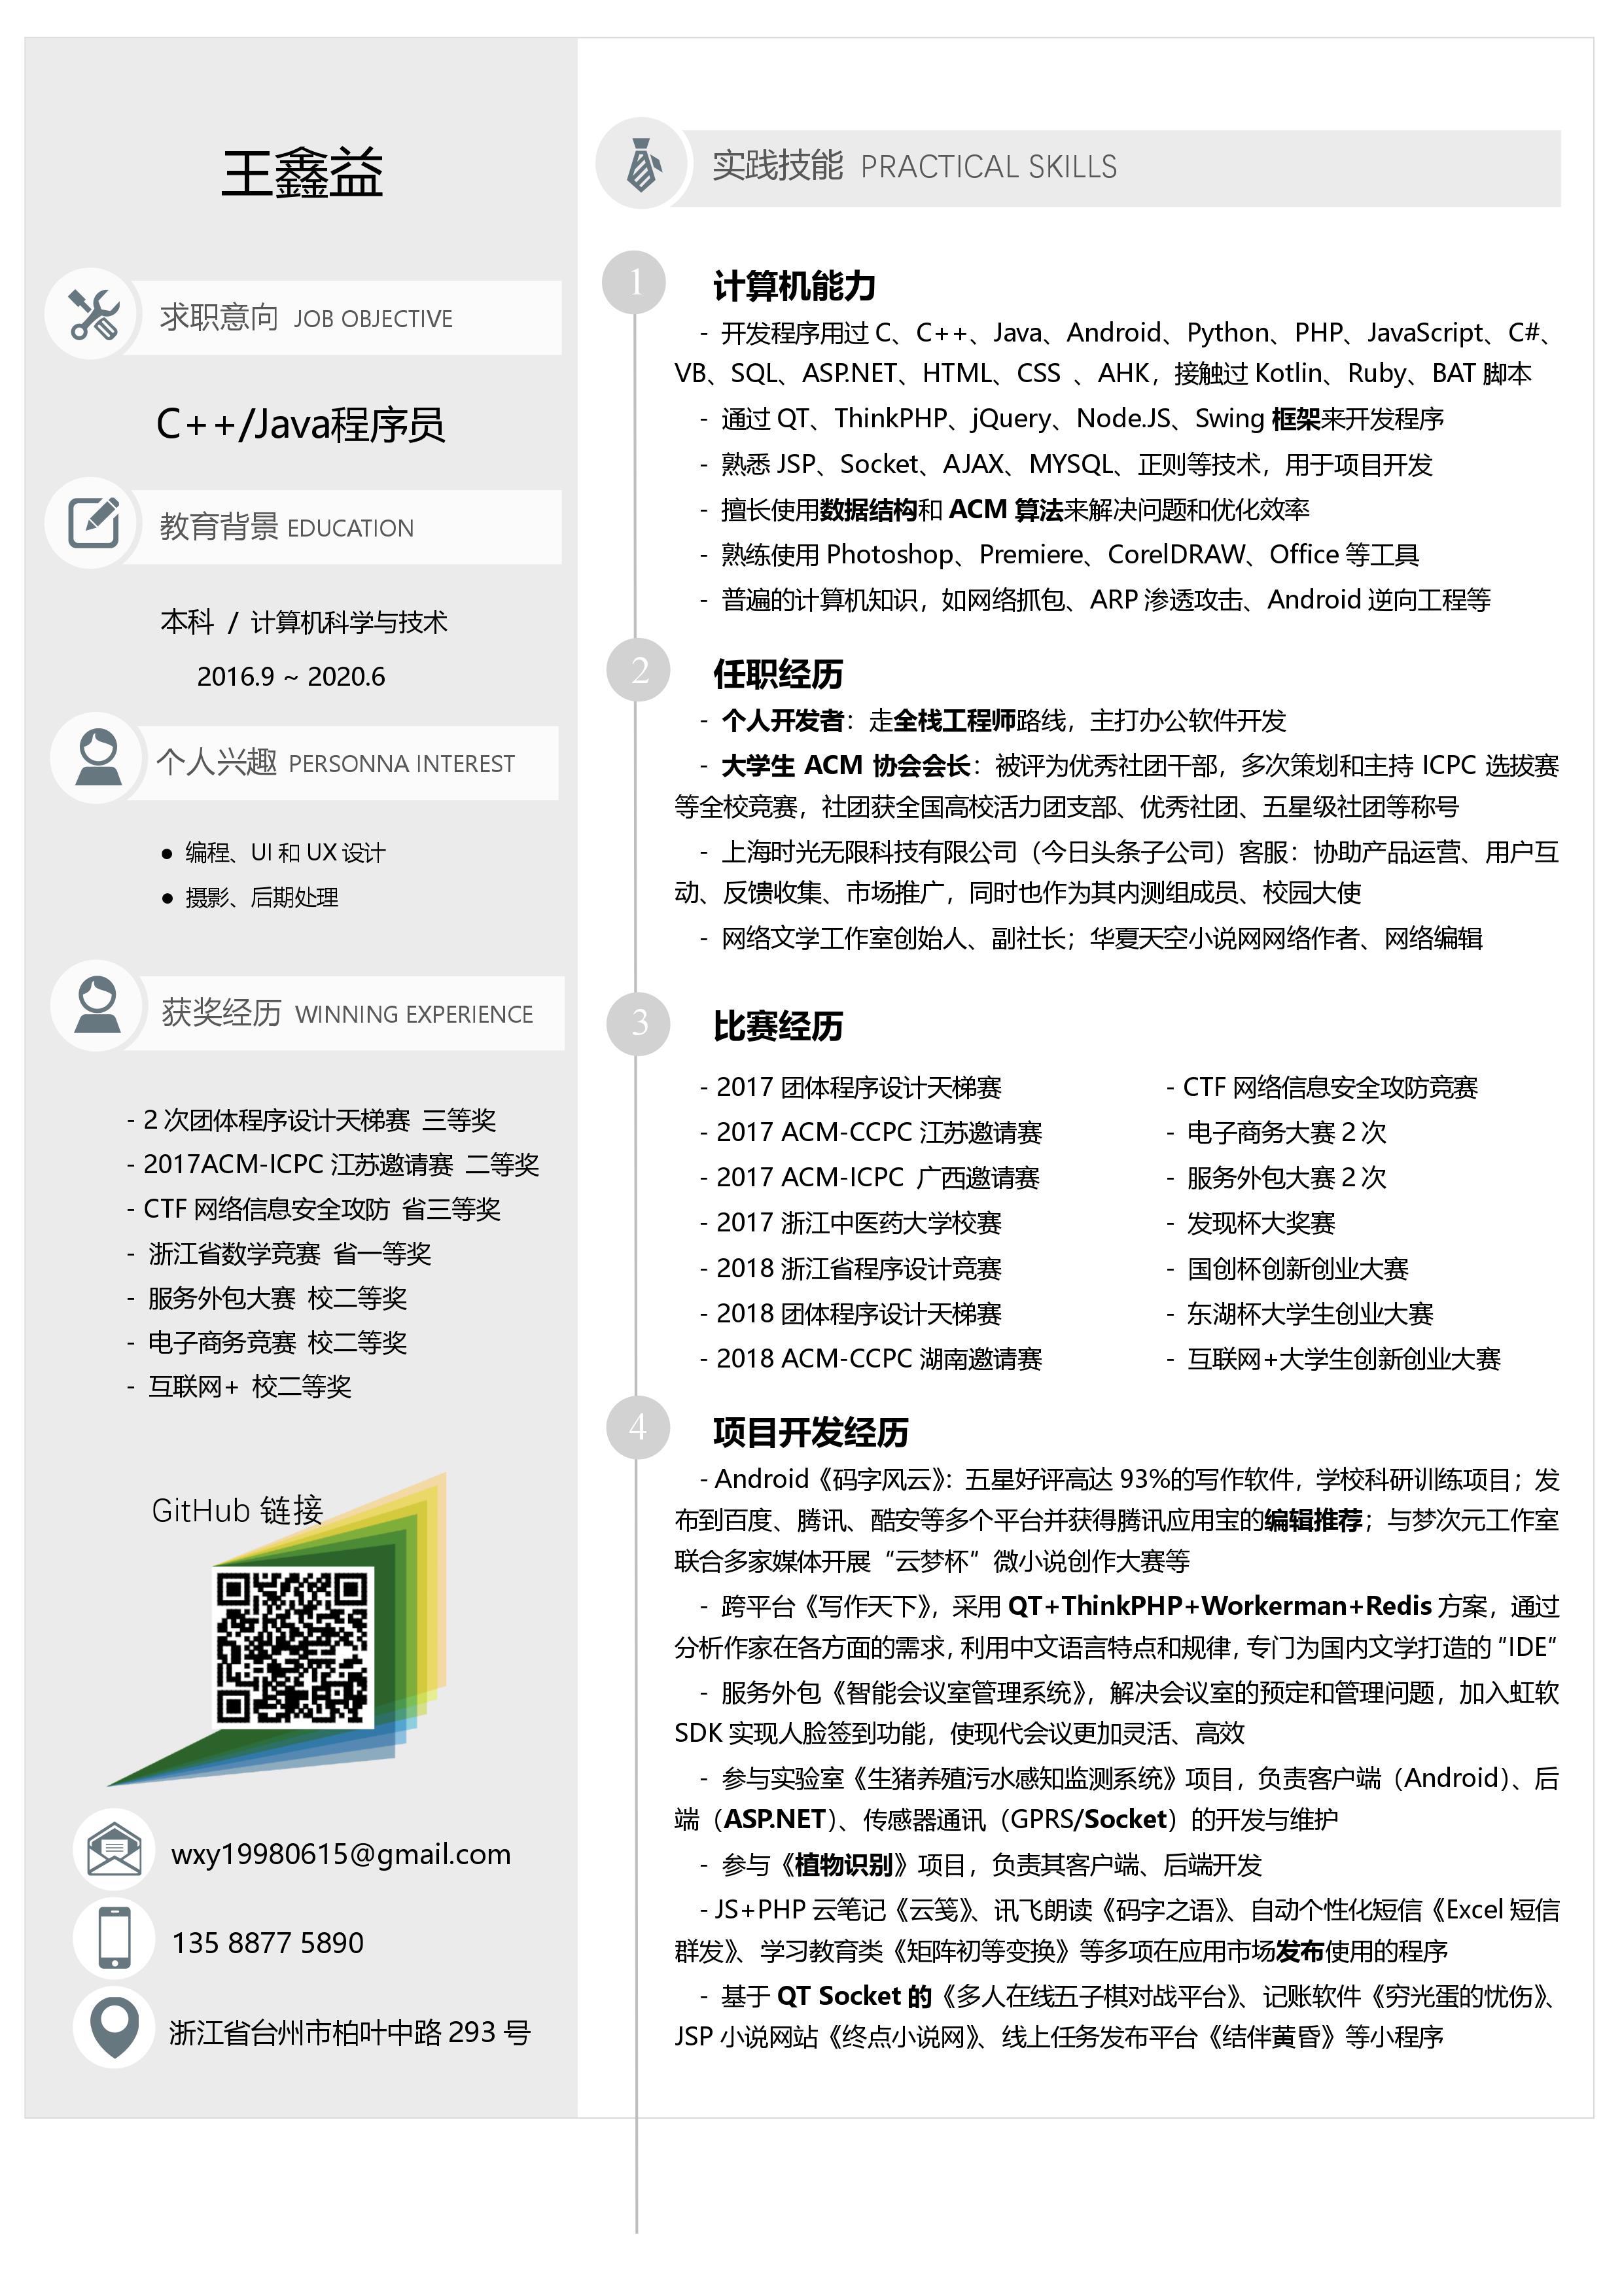 王鑫益
求职意向 JOB OBJECTIVE
C++/Java程序员
教育背景 EDUCATION
本科 / 计算机科学与技术
2016.9 ~ 2020.6
个人兴趣 PERSONNA INTEREST
● 编程、UI 和 UX 设计
● 摄影、后期处理
获奖经历 WINNING EXPERIENCE
- 2 次团体程序设计天梯赛 三等奖
- 2017ACM-ICPC 江苏邀请赛 二等奖
- CTF 网络信息安全攻防 省三等奖
- 浙江省数学竞赛 省一等奖
- 服务外包大赛 校二等奖
- 电子商务竞赛 校二等奖
- 互联网+ 校二等奖
GitHub 链接
wxy19980615@gmail.com
135 8877 5890
浙江省台州市柏叶中路 293 号
实践技能 PRACTICAL SKILLS
1 计算机能力
- 开发程序用过 C、C++、Java、Android、Python、PHP、JavaScript、C#、
VB、SQL、ASP.NET、HTML、CSS 、AHK，接触过 Kotlin、Ruby、BAT 脚本
- 通过 QT、ThinkPHP、jQuery、Node.JS、Swing 框架来开发程序
- 熟悉 JSP、Socket、AJAX、MYSQL、正则等技术，用于项目开发
- 擅长使用数据结构和 ACM 算法来解决问题和优化效率
- 熟练使用 Photoshop、Premiere、CorelDRAW、Office 等工具
- 普遍的计算机知识，如网络抓包、ARP 渗透攻击、Android 逆向工程等
2 任职经历
- 个人开发者：走全栈工程师路线，主打办公软件开发
- 大学生 ACM 协会会长：被评为优秀社团干部，多次策划和主持 ICPC 选拔赛
等全校竞赛，社团获全国高校活力团支部、优秀社团、五星级社团等称号
- 上海时光无限科技有限公司（今日头条子公司）客服：协助产品运营、用户互
动、反馈收集、市场推广，同时也作为其内测组成员、校园大使
- 网络文学工作室创始人、副社长；华夏天空小说网网络作者、网络编辑
3 比赛经历
- 2017 团体程序设计天梯赛
- 2017 ACM-CCPC 江苏邀请赛
- 2017 ACM-ICPC 广西邀请赛
- 2017 浙江中医药大学校赛
- 2018 浙江省程序设计竞赛
- 2018 团体程序设计天梯赛
- 2018 ACM-CCPC 湖南邀请赛
- CTF 网络信息安全攻防竞赛
- 电子商务大赛 2 次
- 服务外包大赛 2 次
- 发现杯大奖赛
- 国创杯创新创业大赛
- 东湖杯大学生创业大赛
- 互联网+大学生创新创业大赛
4 项目开发经历
- Android《码字风云》：五星好评高达 93%的写作软件，学校科研训练项目；发
布到百度、腾讯、酷安等多个平台并获得腾讯应用宝的编辑推荐；与梦次元工作室
联合多家媒体开展“云梦杯”微小说创作大赛等
- 跨平台《写作天下》，采用 QT+ThinkPHP+Workerman+Redis 方案，通过
分析作家在各方面的需求，利用中文语言特点和规律，专门为国内文学打造的“IDE”
- 服务外包《智能会议室管理系统》，解决会议室的预定和管理问题，加入虹软
SDK 实现人脸签到功能，使现代会议更加灵活、高效
- 参与实验室《生猪养殖污水感知监测系统》项目，负责客户端（Android）、后
端（ASP.NET）、传感器通讯（GPRS/Socket）的开发与维护
- 参与《植物识别》项目，负责其客户端、后端开发
- JS+PHP 云笔记《云笺》、讯飞朗读《码字之语》、自动个性化短信《Excel 短信
群发》、学习教育类《矩阵初等变换》等多项在应用市场发布使用的程序
- 基于 QT Socket 的《多人在线五子棋对战平台》、记账软件《穷光蛋的忧伤》、
JSP 小说网站《终点小说网》、线上任务发布平台《结伴黄昏》等小程序